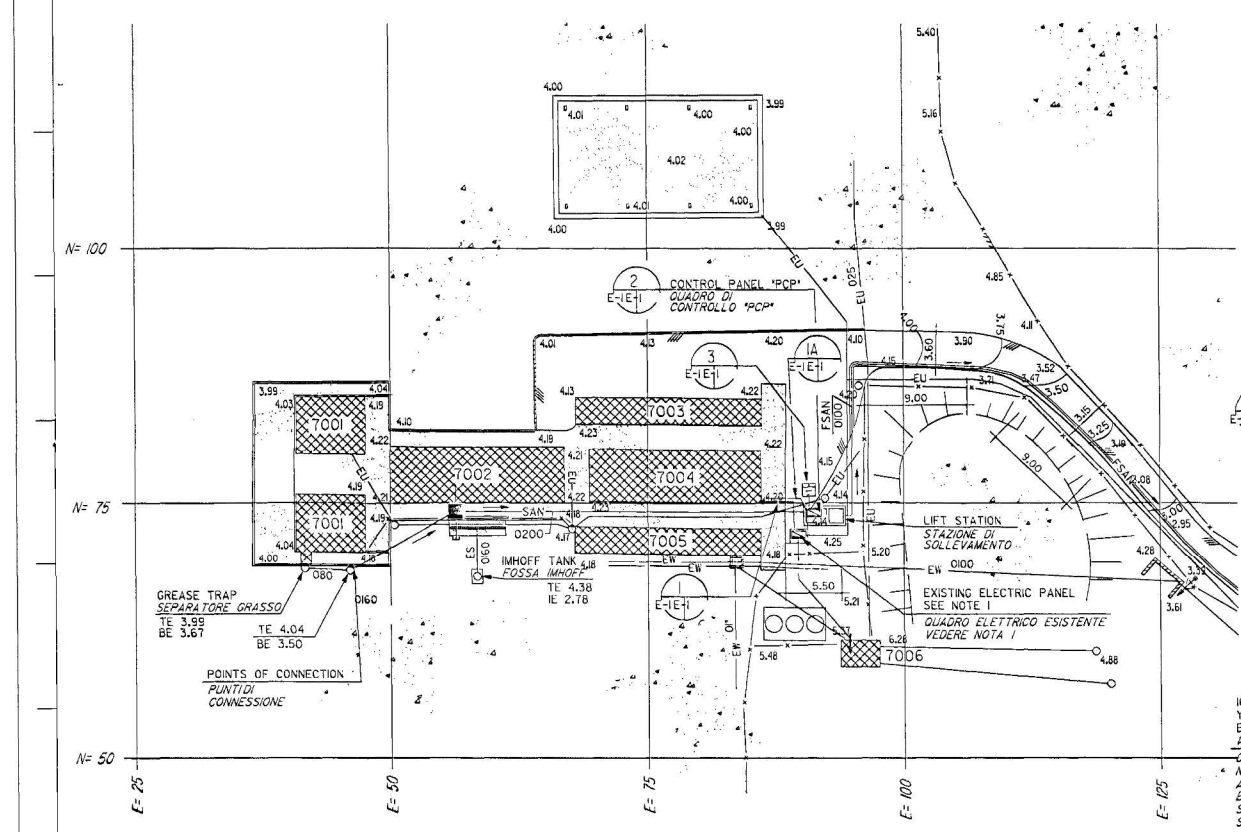 5.40
4.00
3.99
4.01
4.00
4.00
5.16
4.02
4.01
4.00
4.00
3.99
N= 100
EU
EU 025
4.85
2
E-1E-1
CONTROL PANEL "PCP"
QUADRO DI
CONTROLLO "PCP"
4.00
3.75
4.11
4.01
4.13
4.20
4.10
3.60
3.90
3
E-1E-1
1A
E-1E-1
4.15
3.52
3.99
4.04
4.13
4.22
EU
3.71
3.47
3.50
4.03
4.19
7001
7003
FSAN
0100
4.20
9.00
3.15
3.25
4.10
4.22
4.19
4.23
4.22
3.19
EU
4.19
7002
4.21
EU
7004
4.15
EU
9.00
FSAN
3.08
N= 75
7001
4.21
4.22
4.23
4.20
4.14
EU
3.00
2.95
4.19
SAN
4.18
4.14
LIFT STATION
STAZIONE DI
SOLLEVAMENTO
4.04
4.00
4.18
0200
4.17
7005
4.25
ES
0160
4.18
4.18
5.20
4.28
080
IMHOFF TANK
FOSSA IMHOFF
TE 4.38
IE 2.78
EW
EW
EW
0100
3.55
0160
GREASE TRAP
SEPARATORE GRASSO
TE 3.99
BE 3.67
1
E-1E-1
5.50
5.21
EXISTING ELECTRIC PANEL
SEE NOTE 1
QUADRO ELETTRICO ESISTENTE
VEDERE NOTA 1
3.61
TE 4.04
BE 3.50
EW 01"
5.37
6.28
5.48
7006
4.88
POINTS OF CONNECTION
PUNTI DI
CONNESSIONE
N= 50
E= 25
E= 50
E= 75
E= 100
E= 125